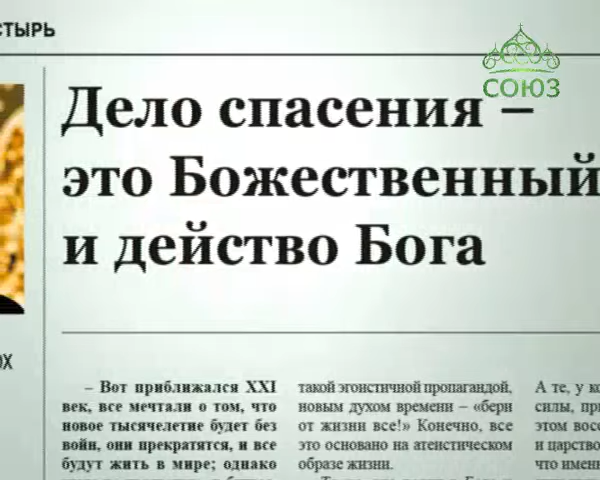 СТЫРЬ
СОЮЗ
Дело спасения –
это Божественный
и действо Бога
ОХ
– Вот приближался XXI
век, все мечтали о том, что
новое тысячелетие будет без
войн, они прекратятся, и все
будут жить в мире; однако
такой эгоистичной пропагандой,
новым духом времени – «бери
от жизни все!» Конечно, все
это основано на атеистическом
образе жизни.
А те, у ко
силы, при
этом восс
и царство
что имен